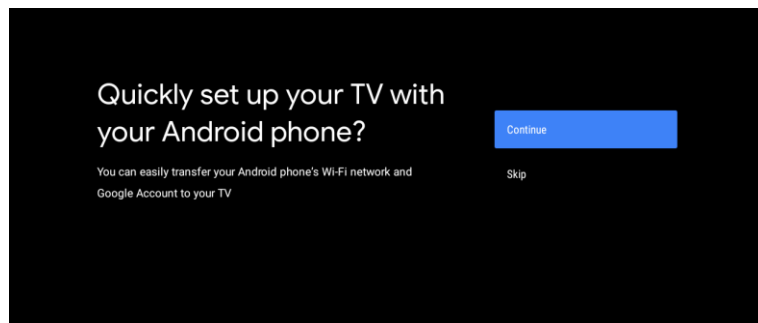 Quickly set up your TV with
your Android phone?
You can easily transfer your Android phone's Wi-Fi network and
Google Account to your TV
Continue
Skip